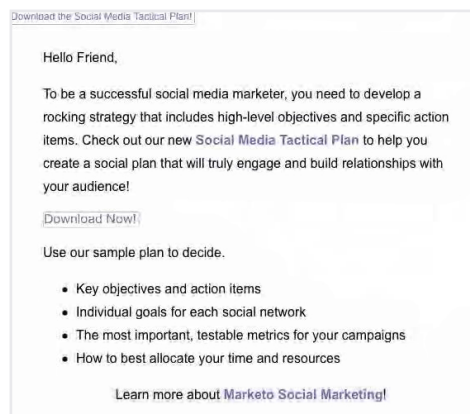 Download the Social Media Tactical Plan!
Hello Friend,
To be a successful social media marketer, you need to develop a
rocking strategy that includes high-level objectives and specific action
items. Check out our new Social Media Tactical Plan to help you
create a social plan that will truly engage and build relationships with
your audience!
Download Now!
Use our sample plan to decide.
• Key objectives and action items
• Individual goals for each social network
• The most important, testable metrics for your campaigns
• How to best allocate your time and resources
Learn more about Marketo Social Marketing!